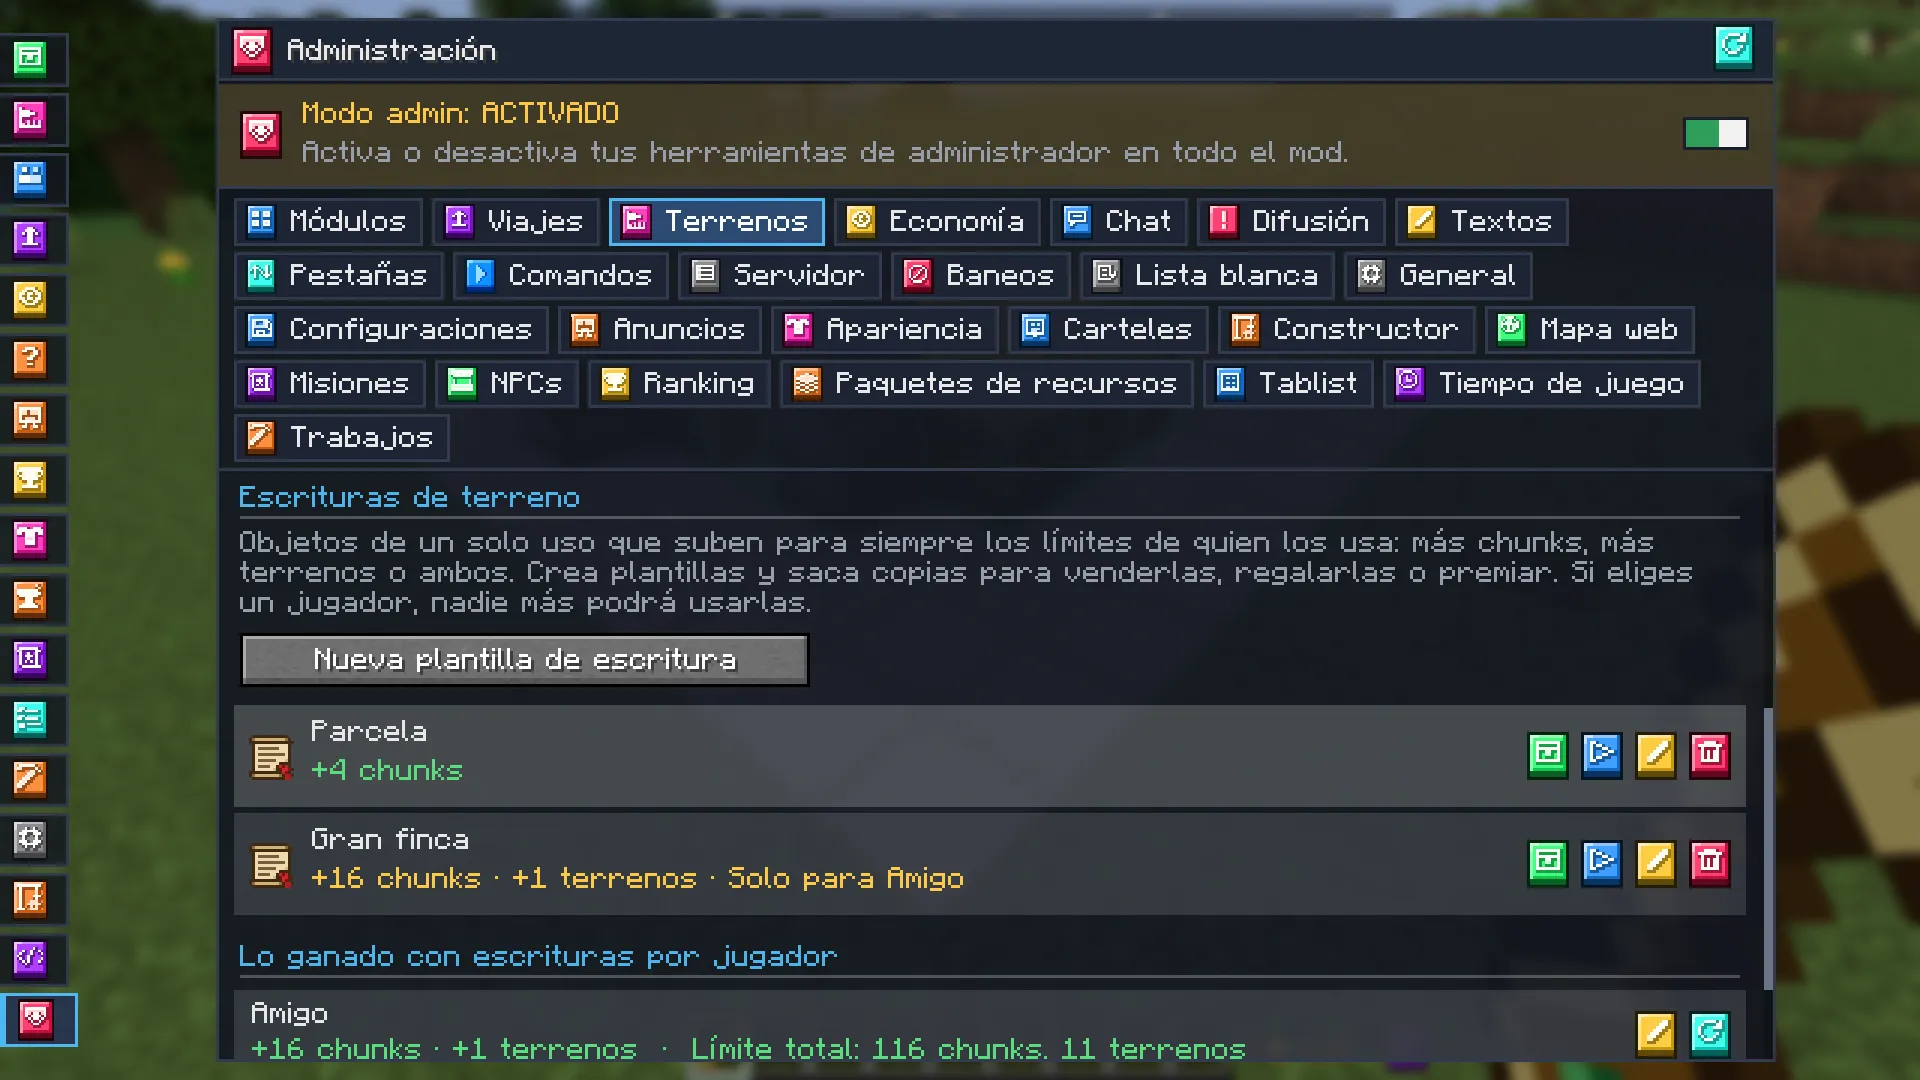 Administración
Modo admin: ACTIVADO
Activa o desactiva tus herramientas de administrador en todo el mod.
Módulos Viajes Terrenos Economía Chat Difusión Textos
Pestañas Comandos Servidor Baneos Lista blanca General
Configuraciones Anuncios Apariencia Carteles Constructor Mapa web
Misiones NPCs Ranking Paquetes de recursos Tablist Tiempo de juego
Trabajos
Escrituras de terreno
Objetos de un solo uso que suben para siempre los límites de quien los usa: más chunks, más
terrenos o ambos. Crea plantillas y saca copias para venderlas, regalarlas o premiar. Si eliges
un jugador, nadie más podrá usarlas.
Nueva plantilla de escritura
Parcela
+4 chunks
Gran finca
+16 chunks · +1 terrenos · Solo para Amigo
Lo ganado con escrituras por jugador
Amigo
+16 chunks · +1 terrenos · Límite total: 116 chunks, 11 terrenos